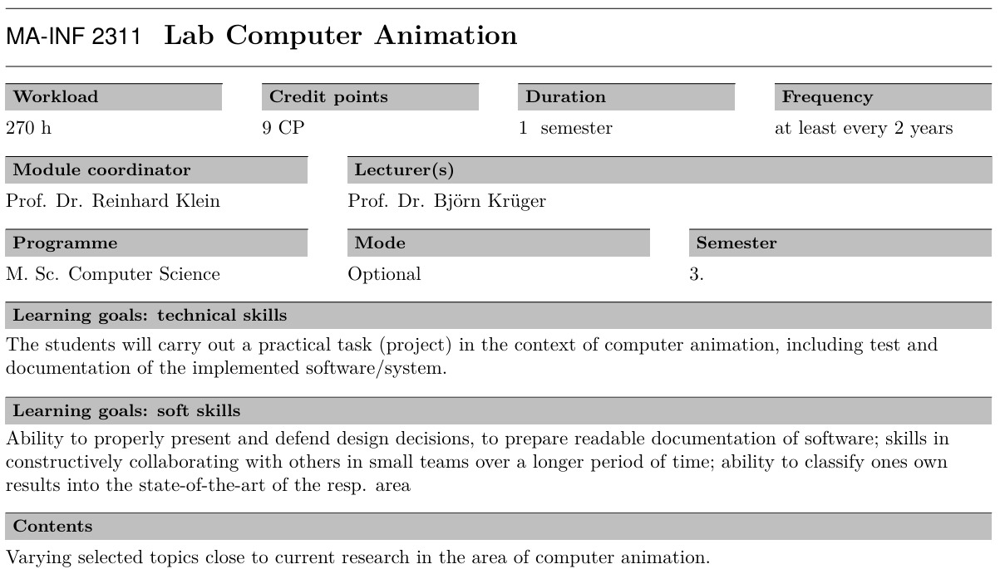 MA-INF 2311 Lab Computer Animation
Workload Credit points Duration Frequency
270 h 9 CP 1 semester at least every 2 years
Module coordinator Lecturer(s)
Prof. Dr. Reinhard Klein Prof. Dr. Björn Krüger
Programme Mode Semester
M. Sc. Computer Science Optional 3.
Learning goals: technical skills
The students will carry out a practical task (project) in the context of computer animation, including test and
documentation of the implemented software/system.
Learning goals: soft skills
Ability to properly present and defend design decisions, to prepare readable documentation of software; skills in
constructively collaborating with others in small teams over a longer period of time; ability to classify ones own
results into the state-of-the-art of the resp. area
Contents
Varying selected topics close to current research in the area of computer animation.